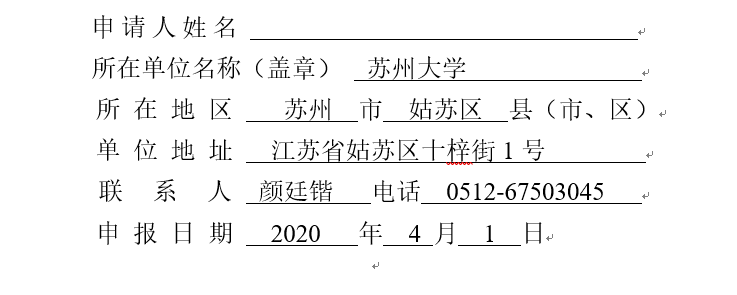 申请人姓名
所在单位名称（盖章） 苏州大学
所在地区 苏州 市 姑苏区 县（市、区）
单位地址 江苏省姑苏区十梓街1号
联系人 颜廷锴 电话 0512-67503045
申报日期 2020 年 4 月 1 日